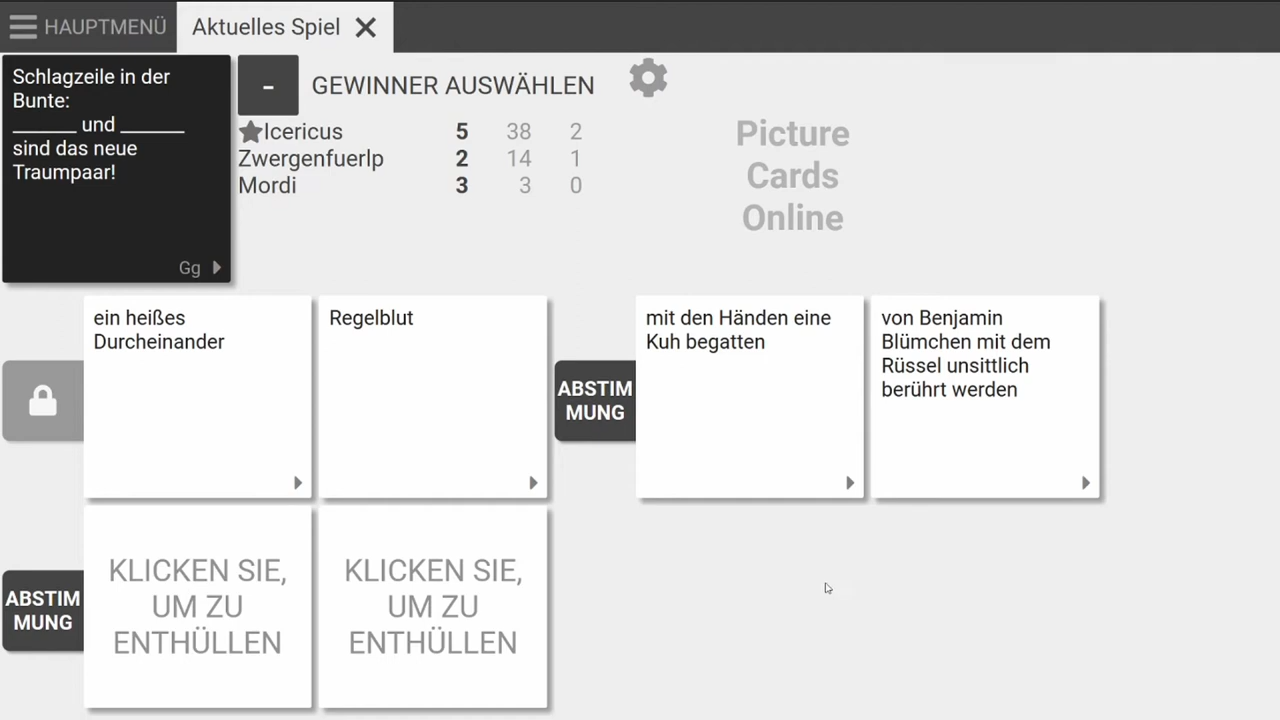 HAUPTMENÜ
Aktuelles Spiel
Schlagzeile in der
Bunte:
______ und ______
sind das neue
Traumpaar!
Gg
-
GEWINNER AUSWÄHLEN
Icericus 5 38 2
Zwergenfuerlp 2 14 1
Mordi 3 3 0
Picture
Cards
Online
ein heißes
Durcheinander
Regelblut
ABSTIM
MUNG
mit den Händen eine
Kuh begatten
von Benjamin
Blümchen mit dem
Rüssel unsittlich
berührt werden
ABSTIM
MUNG
KLICKEN SIE,
UM ZU
ENTHÜLLEN
KLICKEN SIE,
UM ZU
ENTHÜLLEN